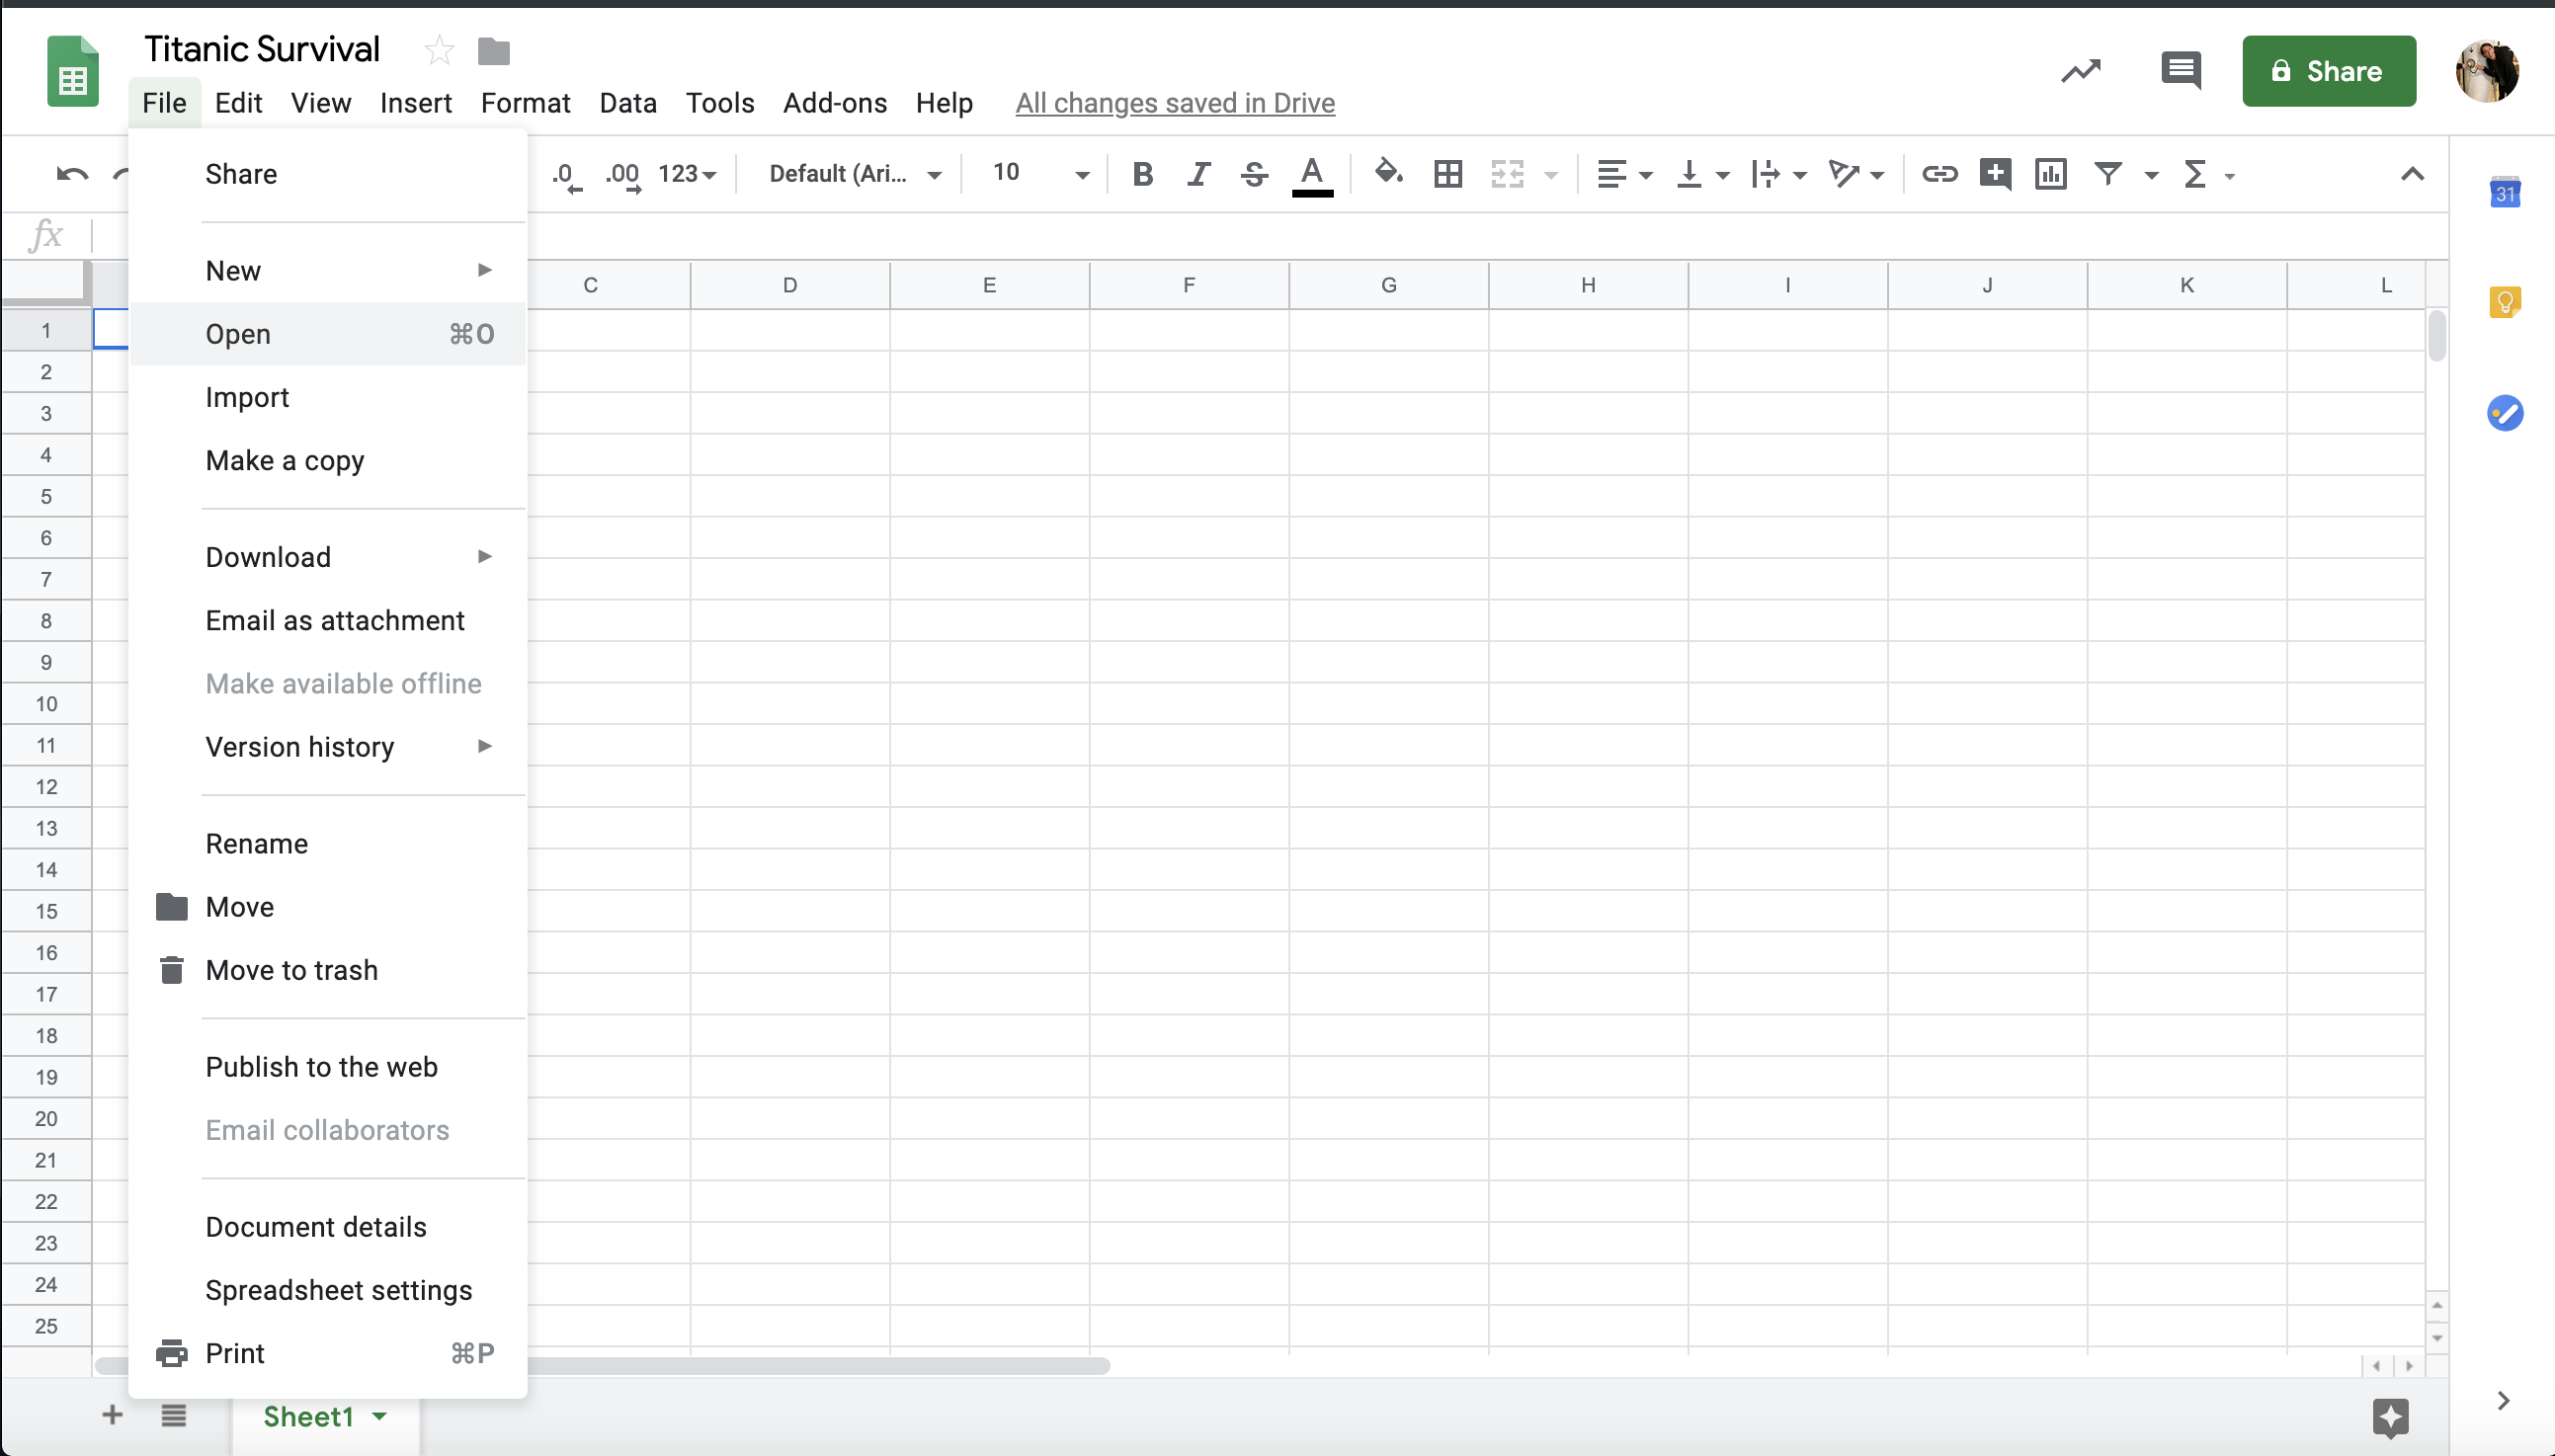 Titanic Survival
File Edit View Insert Format Data Tools Add-ons Help All changes saved in Drive
Share
.0 .00 123 Default (Ari... 10 B I S A
fx
31
C D E F G H I J K L
Share
New
Open ⌘O
Import
Make a copy
Download
Email as attachment
Make available offline
Version history
Rename
Move
Move to trash
Publish to the web
Email collaborators
Document details
Spreadsheet settings
Print ⌘P
1
2
3
4
5
6
7
8
9
10
11
12
13
14
15
16
17
18
19
20
21
22
23
24
25
Sheet1